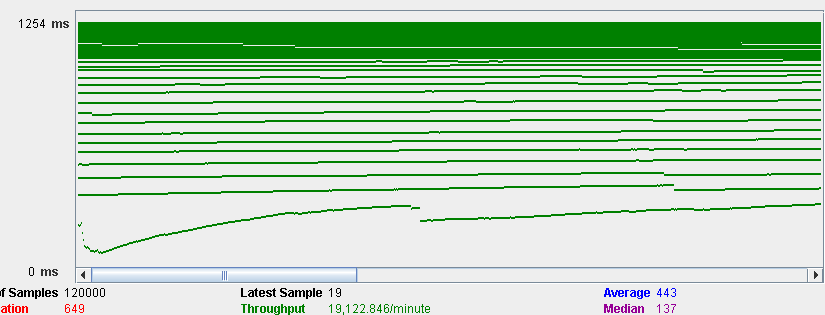 1254 ms
0 ms
of Samples 120000 Latest Sample 19 Average 443
ation 649 Throughput 19,122.846/minute Median 137